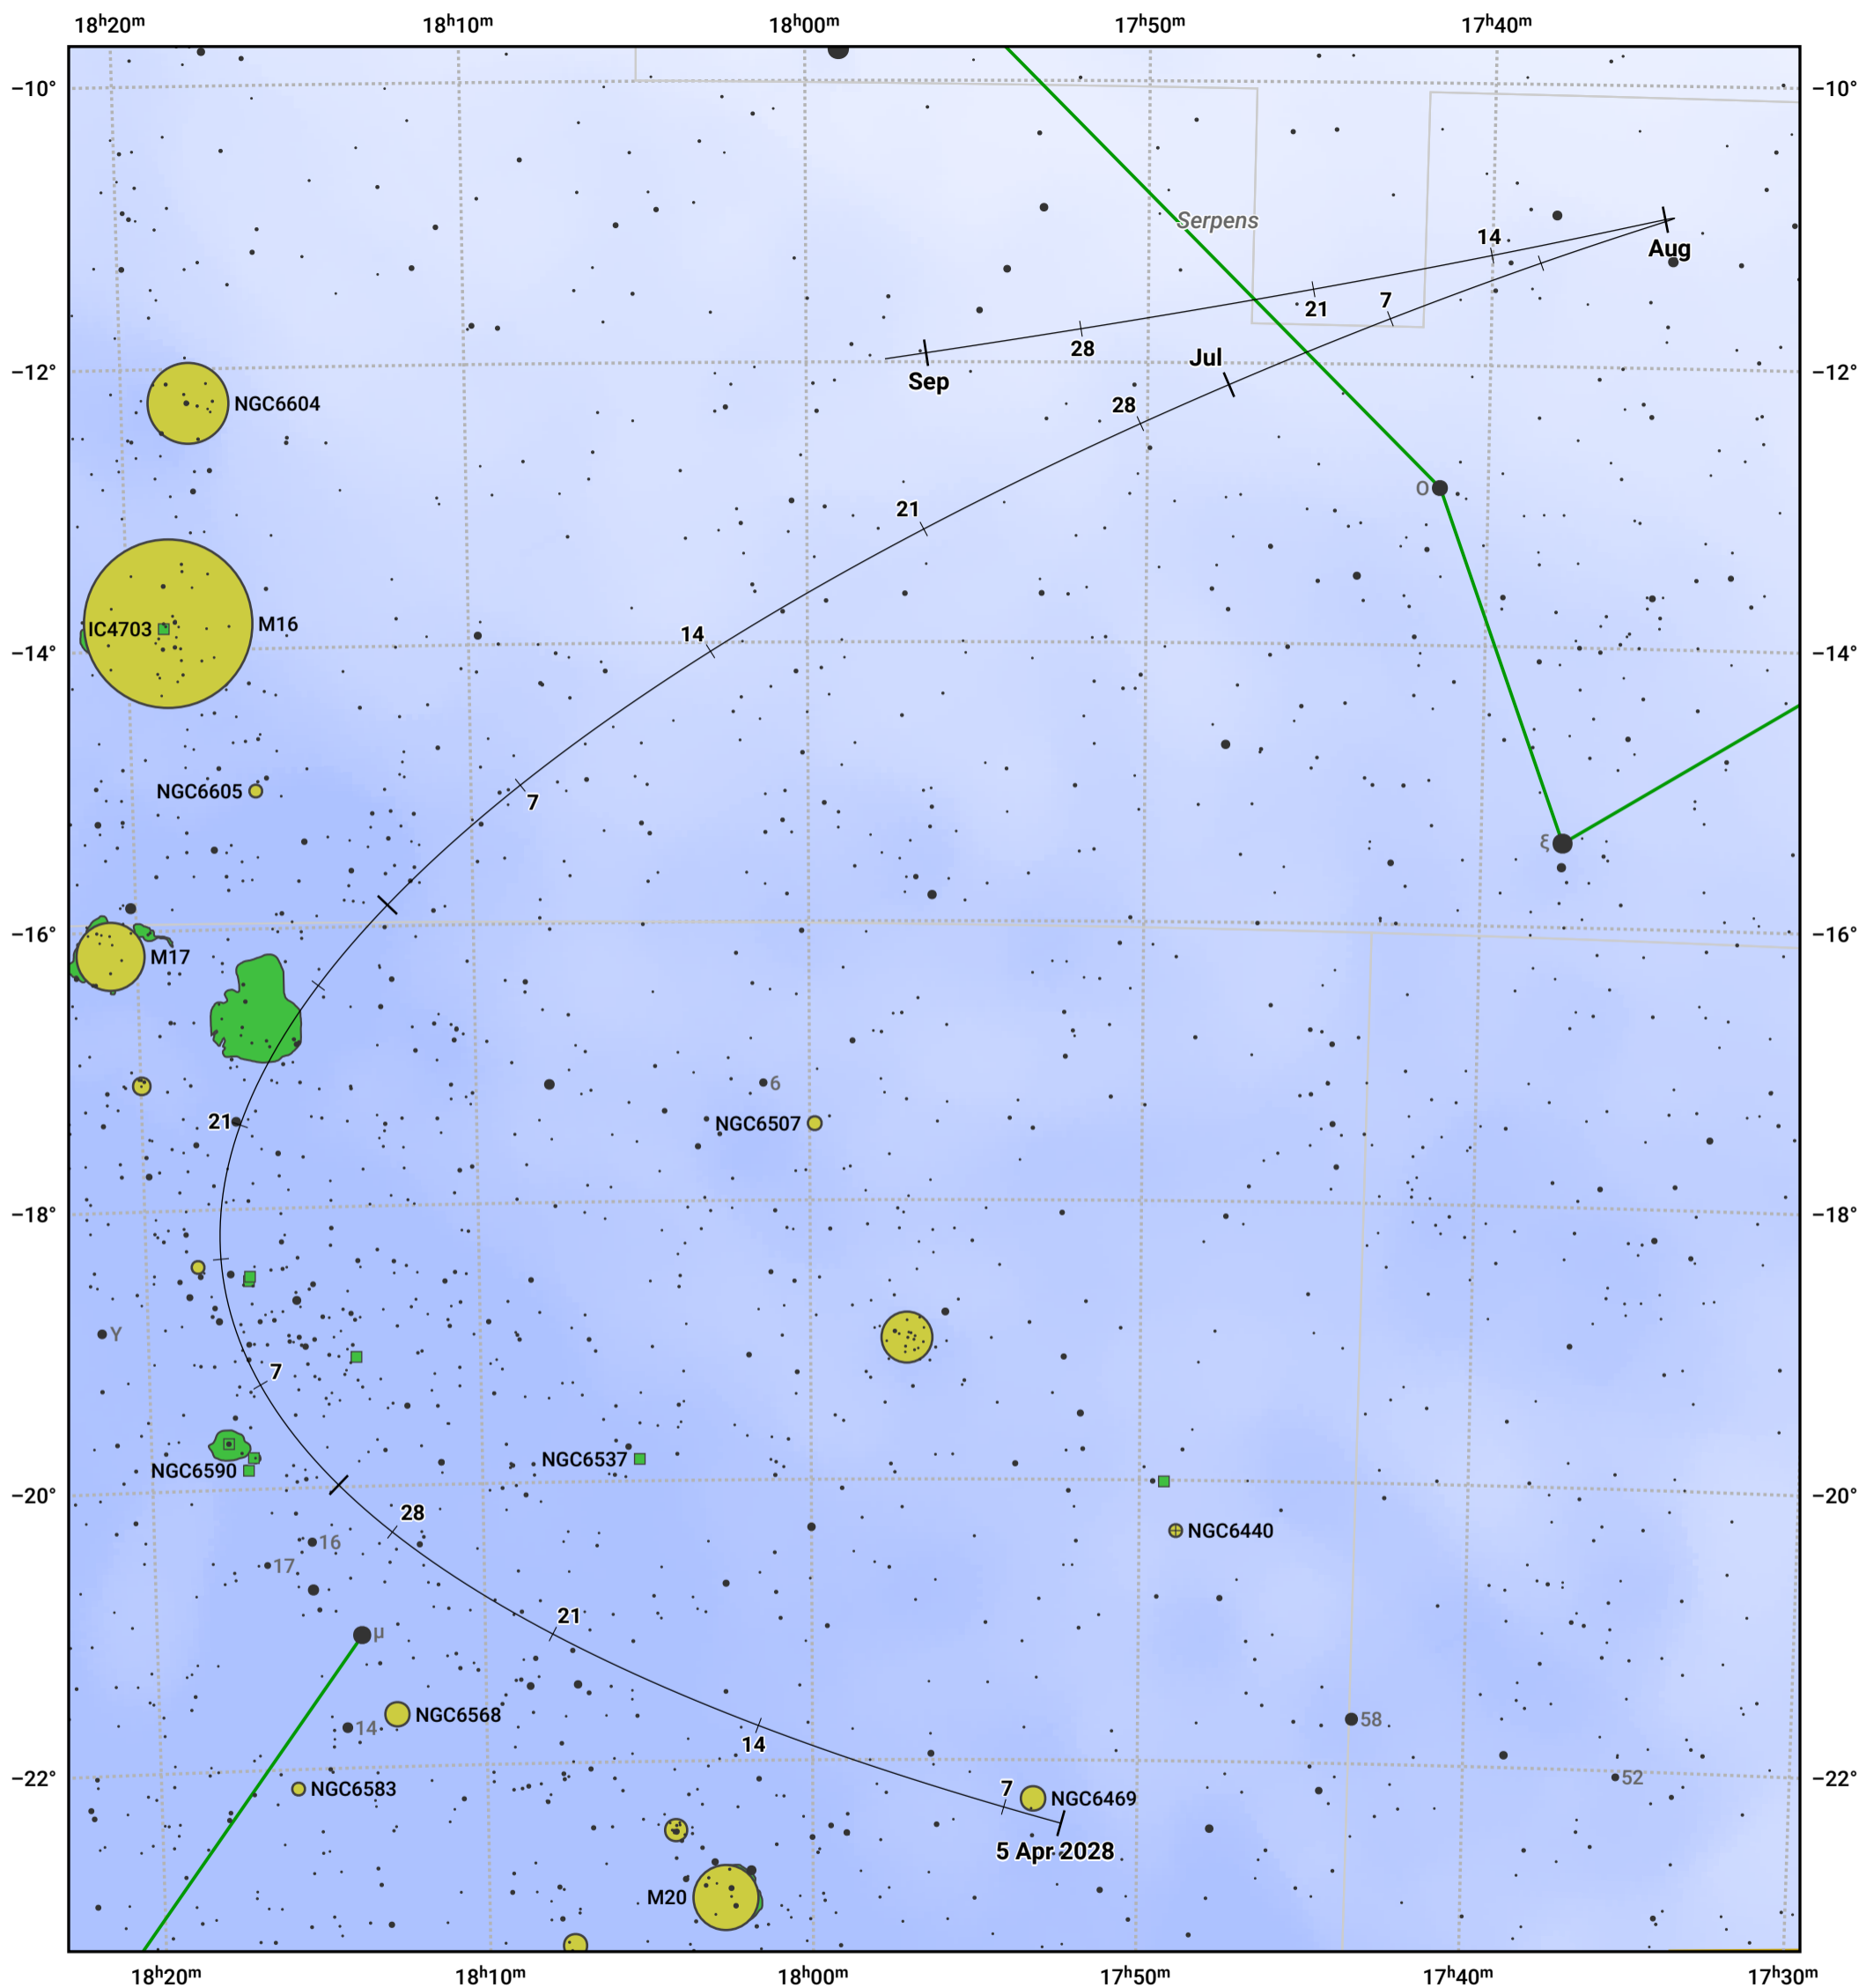 18h20m 18h10m 18h00m 17h50m 17h40m
−10° −10°
Serpens
14
Aug
7
21
28
Jul
Sep
−12° −12°
28
NGC6604
O
21
IC4703 M16
14
−14° −14°
NGC6605
7
ξ
−16° −16°
M17
6
21
NGC6507
−18° −18°
Y
7
NGC6590
NGC6537
−20° −20°
28
NGC6440
16
17
21
μ
NGC6568
58
14
14
−22° −22°
52
NGC6583
7
NGC6469
5 Apr 2028
M20
18h20m 18h10m 18h00m 17h50m 17h40m 17h30m